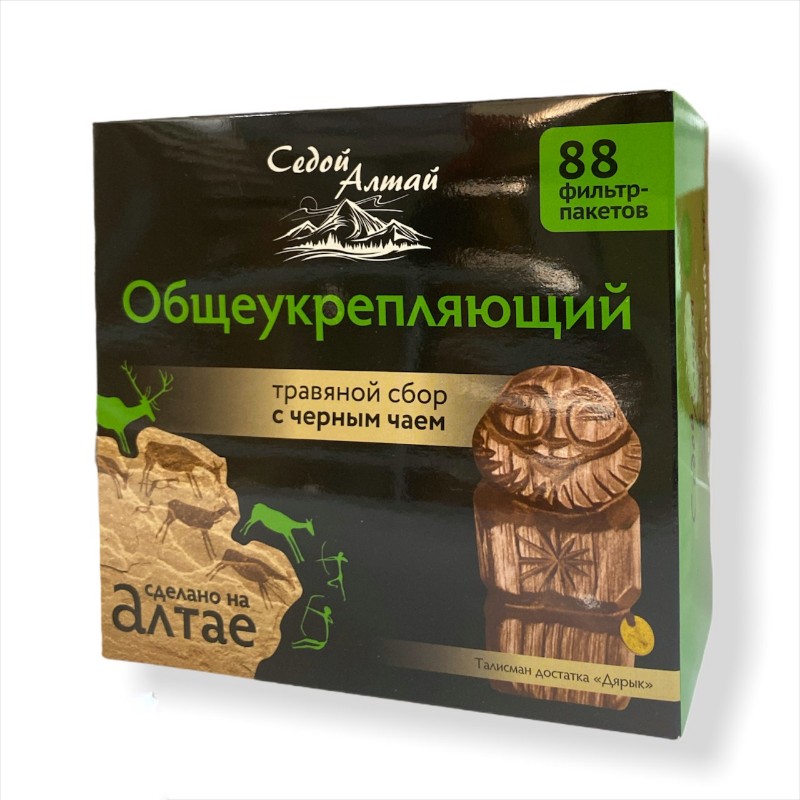 Седой
Алтай
88
фильтр-
пакетов
Общеукрепляющий
травяной сбор
с черным чаем
сделано на
алтае
Талисман достатка «Дярык»